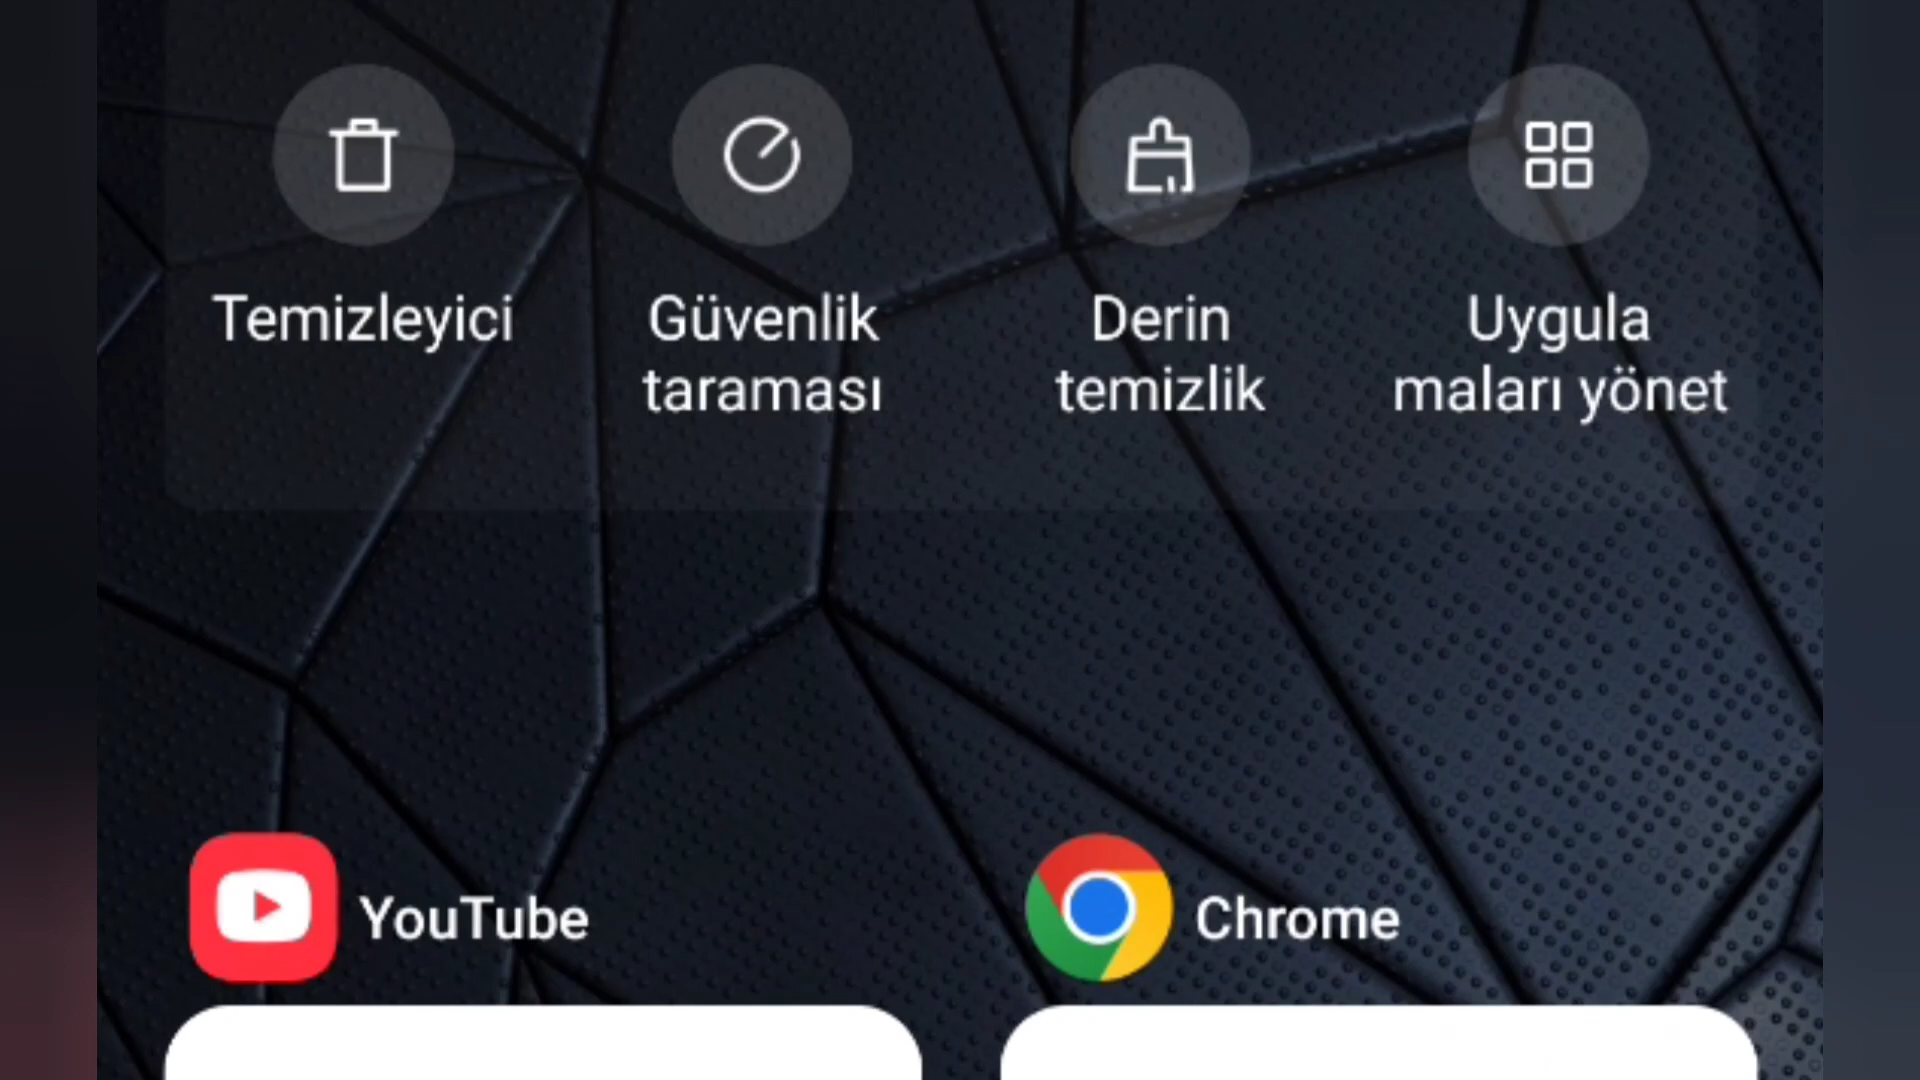 Temizleyici
Güvenlik
taraması
Derin
temizlik
Uygula
maları yönet
YouTube
Chrome